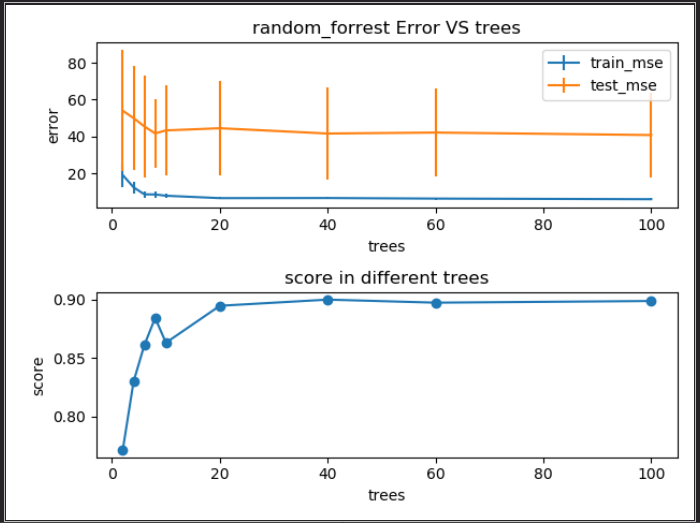 random_forrest Error VS trees
80
60
40
20
error
train_mse
test_mse
0 20 40 60 80 100
trees
score in different trees
0.90
0.85
0.80
score
0 20 40 60 80 100
trees